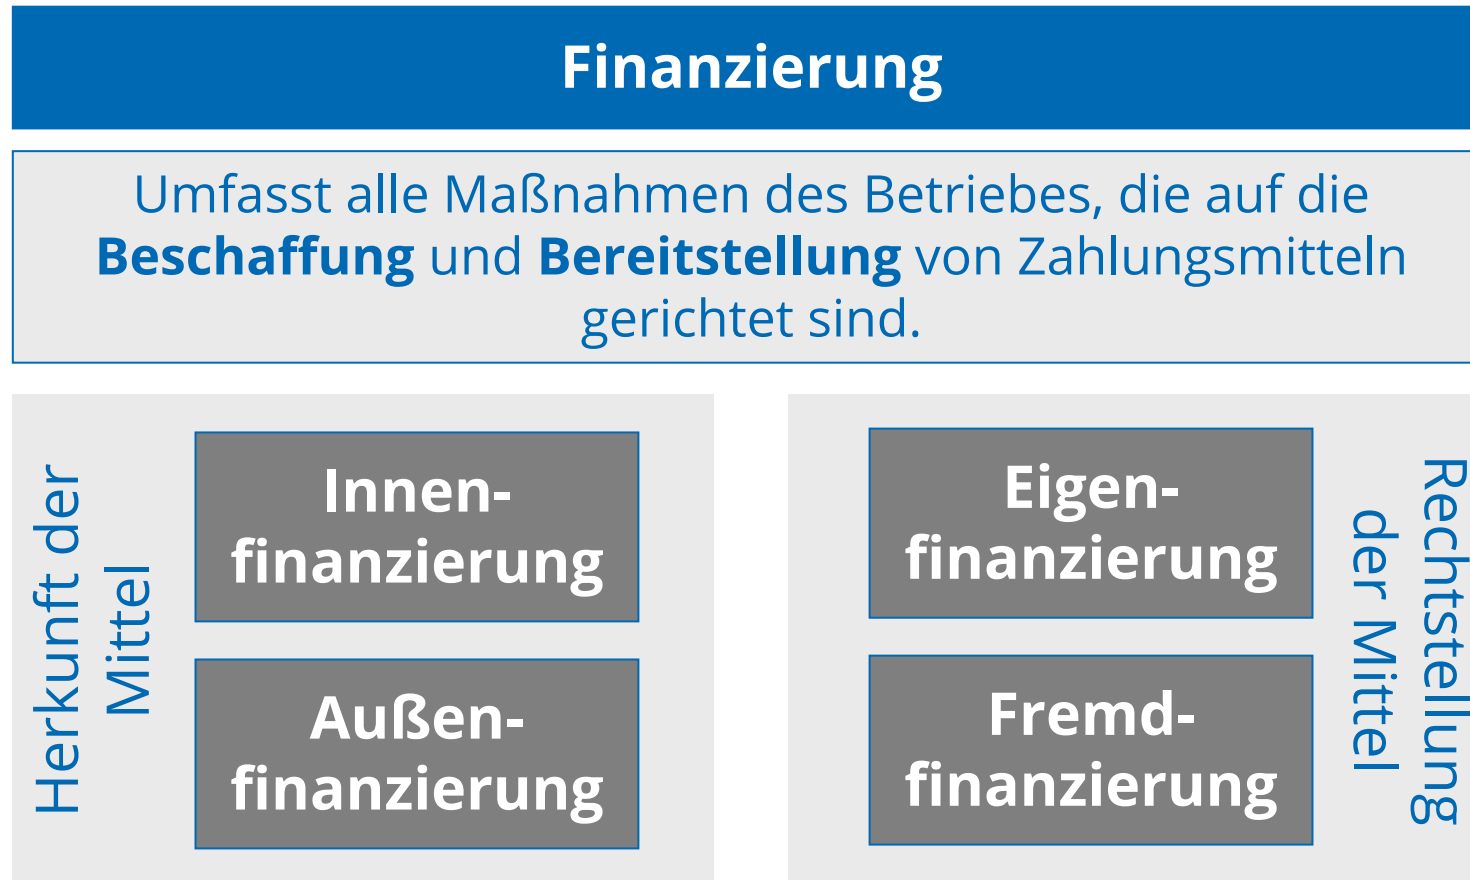 Finanzierung
Umfasst alle Maßnahmen des Betriebes, die auf die
Beschaffung und Bereitstellung von Zahlungsmitteln
gerichtet sind.
Herkunft der
Mittel
Innen-
finanzierung
Außen-
finanzierung
Eigen-
finanzierung
Fremd-
finanzierung
Rechtstellung
der Mittel